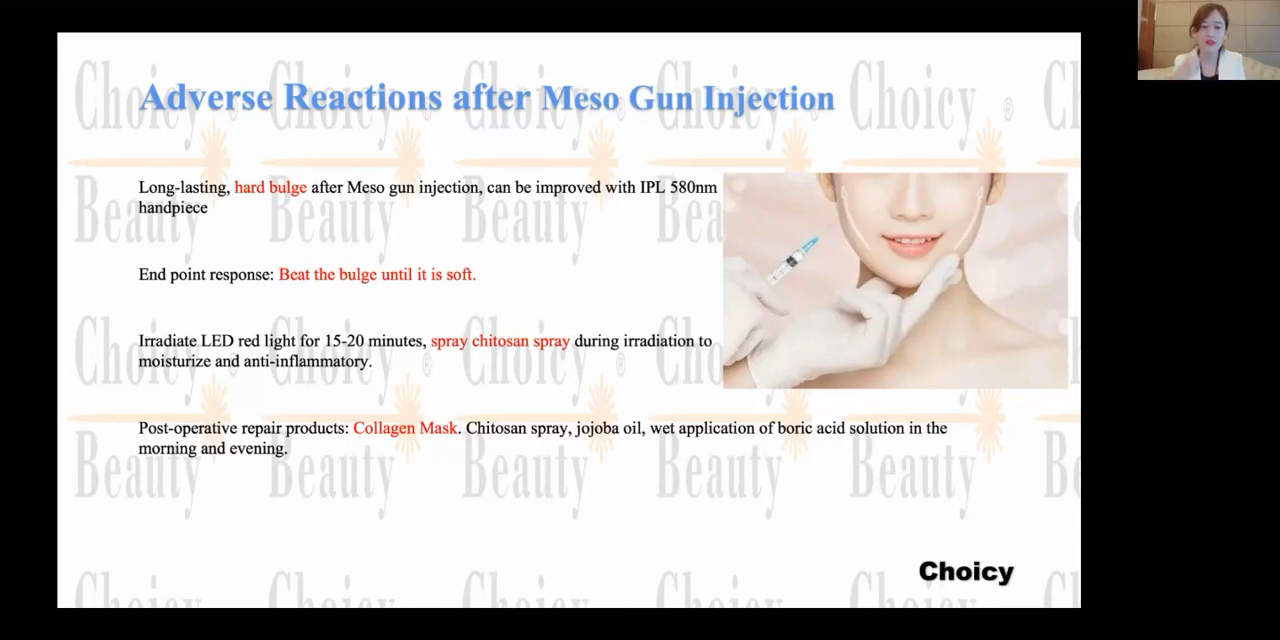 Adverse Reactions after Meso Gun Injection
Long-lasting, hard bulge after Meso gun injection, can be improved with IPL 580nm
handpiece
End point response: Beat the bulge until it is soft.
Irradiate LED red light for 15-20 minutes, spray chitosan spray during irradiation to
moisturize and anti-inflammatory.
Post-operative repair products: Collagen Mask. Chitosan spray, jojoba oil, wet application of boric acid solution in the
morning and evening.
Choicy
Choicy ® Beauty